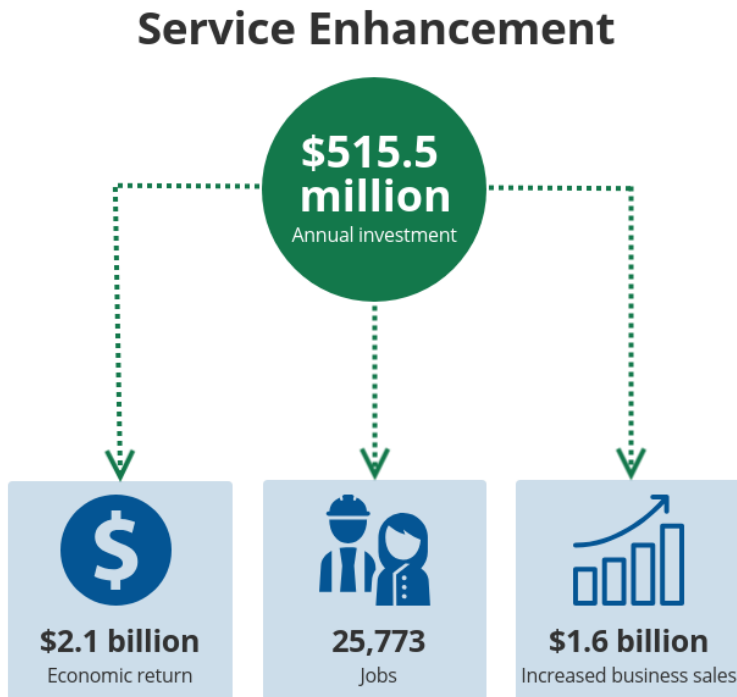 Service Enhancement
$515.5
million
Annual investment
$
$2.1 billion
Economic return
25,773
Jobs
$1.6 billion
Increased business sales